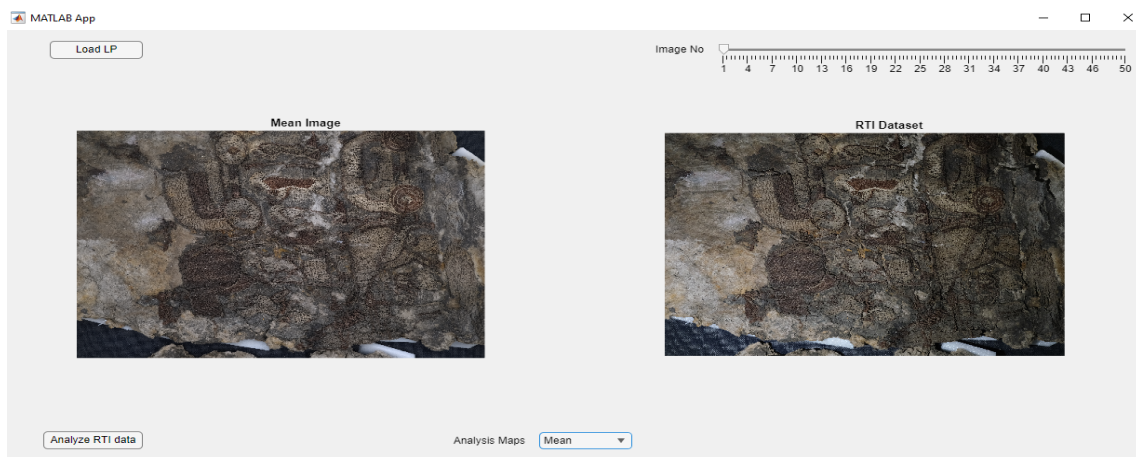 MATLAB App
Load LP
Image No
1 4 7 10 13 16 19 22 25 28 31 34 37 40 43 46 50
Mean Image
RTI Dataset
Analyze RTI data
Analysis Maps
Mean